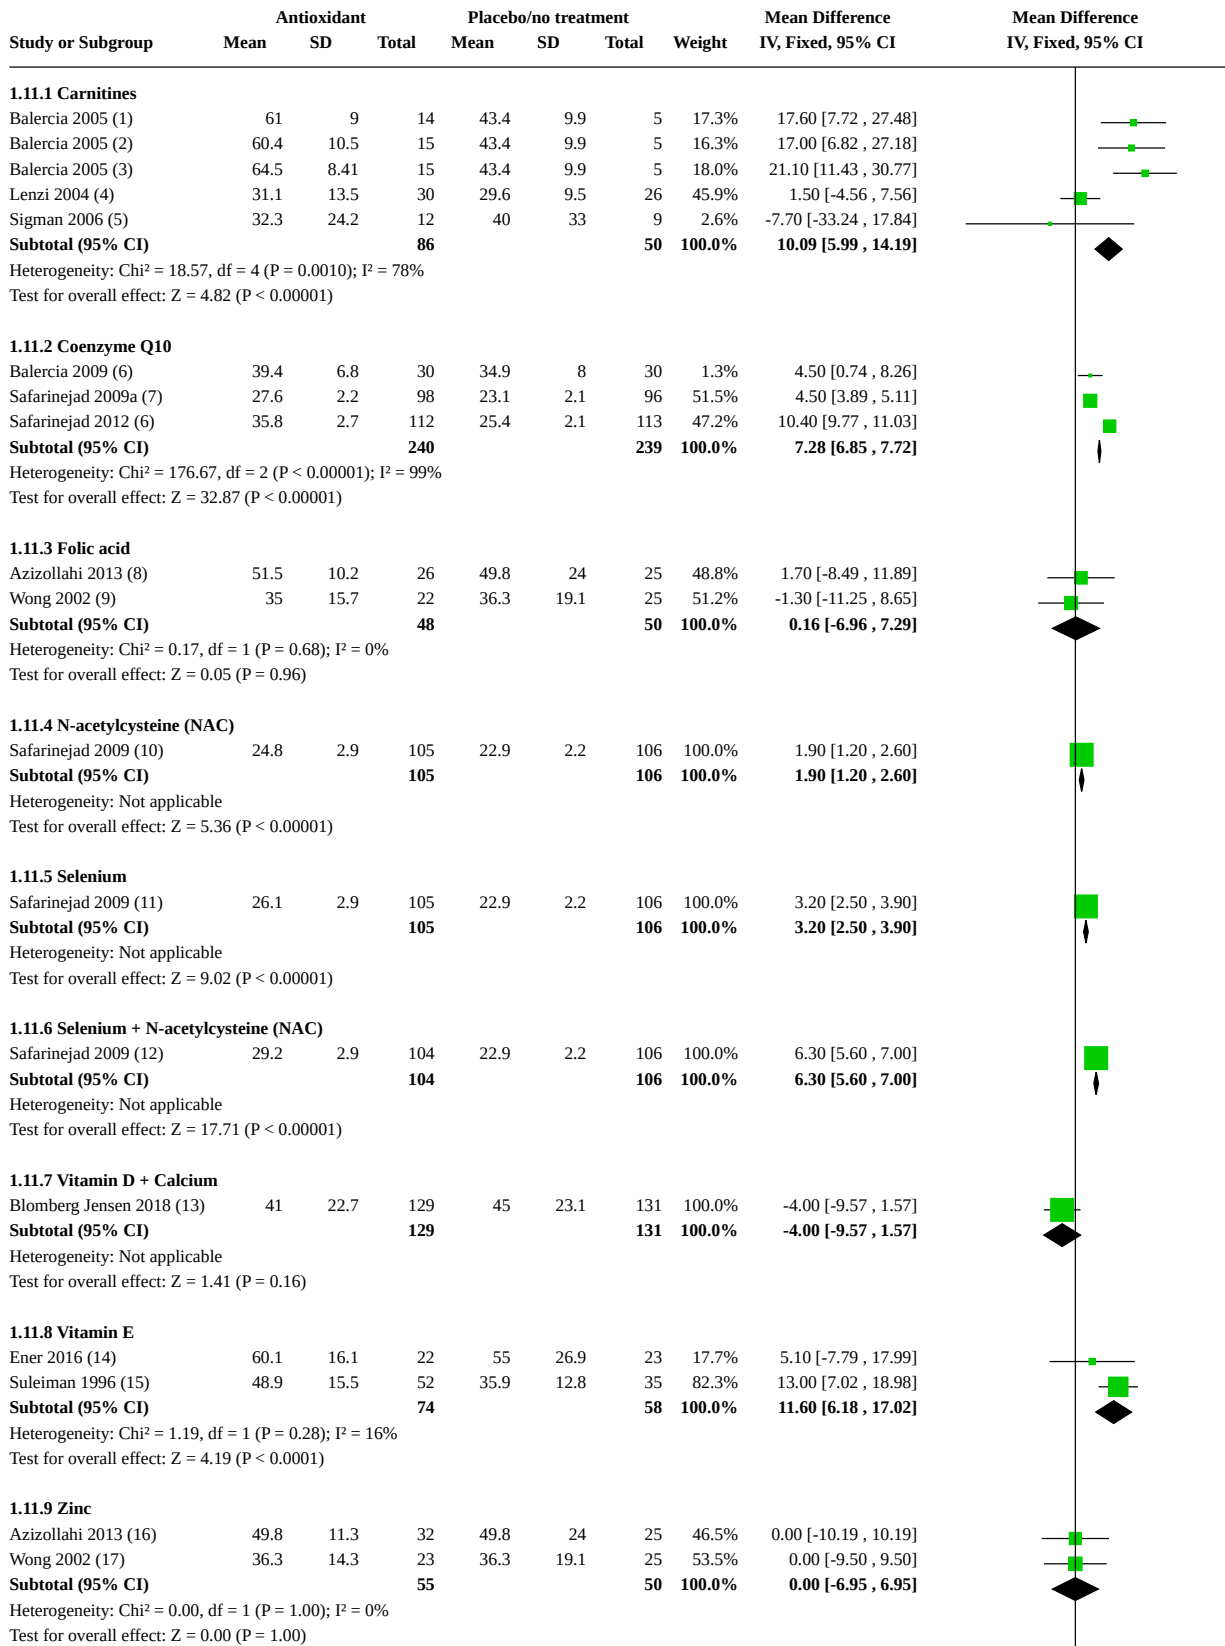 Antioxidant Placebo/no treatment Mean Difference Mean Difference
Study or Subgroup Mean SD Total Mean SD Total Weight IV, Fixed, 95% CI IV, Fixed, 95% CI
1.11.1 Carnitines
Balercia 2005 (1) 61 9 14 43.4 9.9 5 17.3% 17.60 [7.72 , 27.48]
Balercia 2005 (2) 60.4 10.5 15 43.4 9.9 5 16.3% 17.00 [6.82 , 27.18]
Balercia 2005 (3) 64.5 8.41 15 43.4 9.9 5 18.0% 21.10 [11.43 , 30.77]
Lenzi 2004 (4) 31.1 13.5 30 29.6 9.5 26 45.9% 1.50 [-4.56 , 7.56]
Sigman 2006 (5) 32.3 24.2 12 40 33 9 2.6% -7.70 [-33.24 , 17.84]
Subtotal (95% CI) 86 50 100.0% 10.09 [5.99 , 14.19]
Heterogeneity: Chi² = 18.57, df = 4 (P = 0.0010); I² = 78%
Test for overall effect: Z = 4.82 (P < 0.00001)
1.11.2 Coenzyme Q10
Balercia 2009 (6) 39.4 6.8 30 34.9 8 30 1.3% 4.50 [0.74 , 8.26]
Safarinejad 2009a (7) 27.6 2.2 98 23.1 2.1 96 51.5% 4.50 [3.89 , 5.11]
Safarinejad 2012 (6) 35.8 2.7 112 25.4 2.1 113 47.2% 10.40 [9.77 , 11.03]
Subtotal (95% CI) 240 239 100.0% 7.28 [6.85 , 7.72]
Heterogeneity: Chi² = 176.67, df = 2 (P < 0.00001); I² = 99%
Test for overall effect: Z = 32.87 (P < 0.00001)
1.11.3 Folic acid
Azizollahi 2013 (8) 51.5 10.2 26 49.8 24 25 48.8% 1.70 [-8.49 , 11.89]
Wong 2002 (9) 35 15.7 22 36.3 19.1 25 51.2% -1.30 [-11.25 , 8.65]
Subtotal (95% CI) 48 50 100.0% 0.16 [-6.96 , 7.29]
Heterogeneity: Chi² = 0.17, df = 1 (P = 0.68); I² = 0%
Test for overall effect: Z = 0.05 (P = 0.96)
1.11.4 N-acetylcysteine (NAC)
Safarinejad 2009 (10) 24.8 2.9 105 22.9 2.2 106 100.0% 1.90 [1.20 , 2.60]
Subtotal (95% CI) 105 106 100.0% 1.90 [1.20 , 2.60]
Heterogeneity: Not applicable
Test for overall effect: Z = 5.36 (P < 0.00001)
1.11.5 Selenium
Safarinejad 2009 (11) 26.1 2.9 105 22.9 2.2 106 100.0% 3.20 [2.50 , 3.90]
Subtotal (95% CI) 105 106 100.0% 3.20 [2.50 , 3.90]
Heterogeneity: Not applicable
Test for overall effect: Z = 9.02 (P < 0.00001)
1.11.6 Selenium + N-acetylcysteine (NAC)
Safarinejad 2009 (12) 29.2 2.9 104 22.9 2.2 106 100.0% 6.30 [5.60 , 7.00]
Subtotal (95% CI) 104 106 100.0% 6.30 [5.60 , 7.00]
Heterogeneity: Not applicable
Test for overall effect: Z = 17.71 (P < 0.00001)
1.11.7 Vitamin D + Calcium
Blomberg Jensen 2018 (13) 41 22.7 129 45 23.1 131 100.0% -4.00 [-9.57 , 1.57]
Subtotal (95% CI) 129 131 100.0% -4.00 [-9.57 , 1.57]
Heterogeneity: Not applicable
Test for overall effect: Z = 1.41 (P = 0.16)
1.11.8 Vitamin E
Ener 2016 (14) 60.1 16.1 22 55 26.9 23 17.7% 5.10 [-7.79 , 17.99]
Suleiman 1996 (15) 48.9 15.5 52 35.9 12.8 35 82.3% 13.00 [7.02 , 18.98]
Subtotal (95% CI) 74 58 100.0% 11.60 [6.18 , 17.02]
Heterogeneity: Chi² = 1.19, df = 1 (P = 0.28); I² = 16%
Test for overall effect: Z = 4.19 (P < 0.0001)
1.11.9 Zinc
Azizollahi 2013 (16) 49.8 11.3 32 49.8 24 25 46.5% 0.00 [-10.19 , 10.19]
Wong 2002 (17) 36.3 14.3 23 36.3 19.1 25 53.5% 0.00 [-9.50 , 9.50]
Subtotal (95% CI) 55 50 100.0% 0.00 [-6.95 , 6.95]
Heterogeneity: Chi² = 0.00, df = 1 (P = 1.00); I² = 0%
Test for overall effect: Z = 0.00 (P = 1.00)